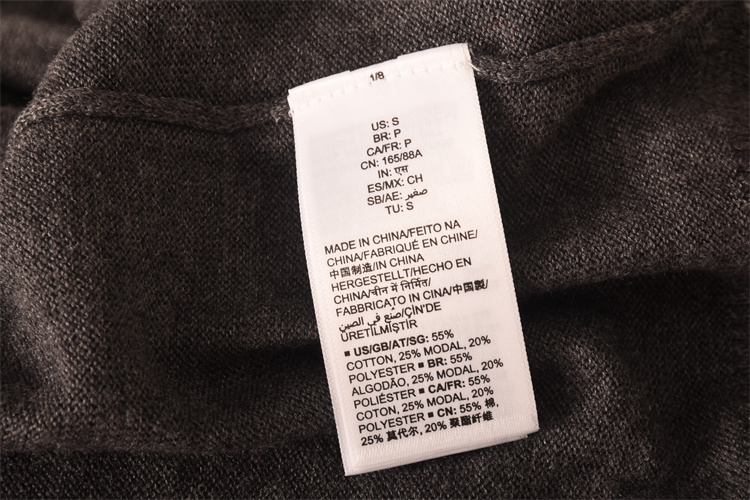 1/8
US: S
BR: P
CA/FR: P
CN: 165/88A
IN: एस
ES/MX: CH
SB/AE: صغير
TU: S
MADE IN CHINA/FEITO NA
CHINA/FABRIQUÉ EN CHINE/
中国制造/IN CHINA
HERGESTELLT/HECHO EN
CHINA/चीन में निर्मित/
FABBRICATO IN CINA/中国製/
صنع في الصين/ÇİN'DE
ÜRETİLMİŞTİR
■ US/GB/AT/SG: 55%
COTTON, 25% MODAL, 20%
POLYESTER ■ BR: 55%
ALGODÃO, 25% MODAL, 20%
POLIÉSTER ■ CA/FR: 55%
COTON, 25% MODAL, 20%
POLYESTER ■ CN: 55% 棉,
25% 莫代尔, 20% 聚酯纤维